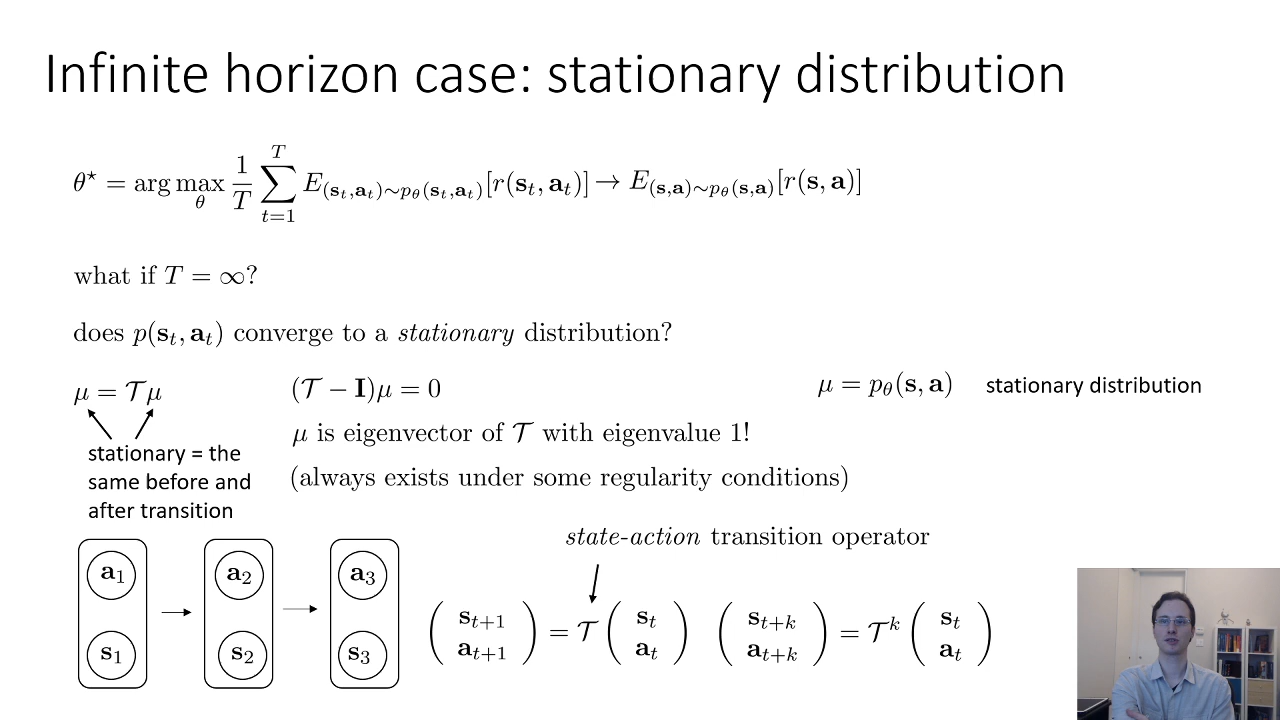 Infinite horizon case: stationary distribution
θ⋆ = arg max_θ 1/T ∑_{t=1}^{T} E_{(s_t,a_t)∼p_θ(s_t,a_t)}[r(s_t, a_t)] → E_{(s,a)∼p_θ(s,a)}[r(s, a)]
what if T = ∞?
does p(s_t, a_t) converge to a stationary distribution?
μ = 𝒯μ
(𝒯 − I)μ = 0
μ = p_θ(s, a) stationary distribution
μ is eigenvector of 𝒯 with eigenvalue 1!
stationary = the
same before and
after transition
(always exists under some regularity conditions)
state-action transition operator
a_1 a_2 a_3
s_1 s_2 s_3
(s_{t+1} a_{t+1}) = 𝒯 (s_t a_t)
(s_{t+k} a_{t+k}) = 𝒯^k (s_t a_t)